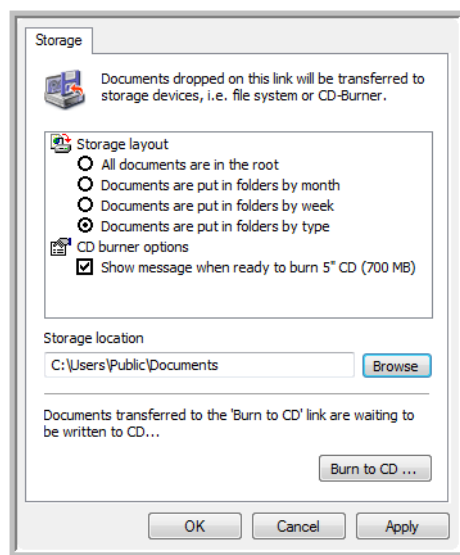 Storage
Documents dropped on this link will be transferred to
storage devices, i.e. file system or CD-Burner.
Storage layout
All documents are in the root
Documents are put in folders by month
Documents are put in folders by week
Documents are put in folders by type
CD burner options
Show message when ready to burn 5" CD (700 MB)
Storage location
C:\Users\Public\Documents
Browse
Documents transferred to the 'Burn to CD' link are waiting to
be written to CD...
Burn to CD ...
OK Cancel Apply